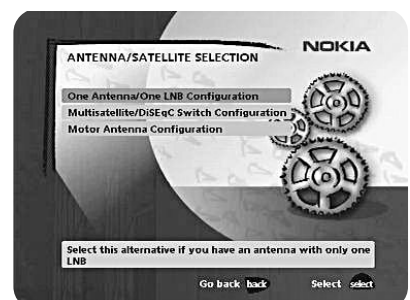 NOKIA
ANTENNA/SATELLITE SELECTION
One Antenna/One LNB Configuration
Multisatellite/DiSEqC Switch Configuration
Motor Antenna Configuration
Select this alternative if you have an antenna with only one
LNB
Go back back Select select